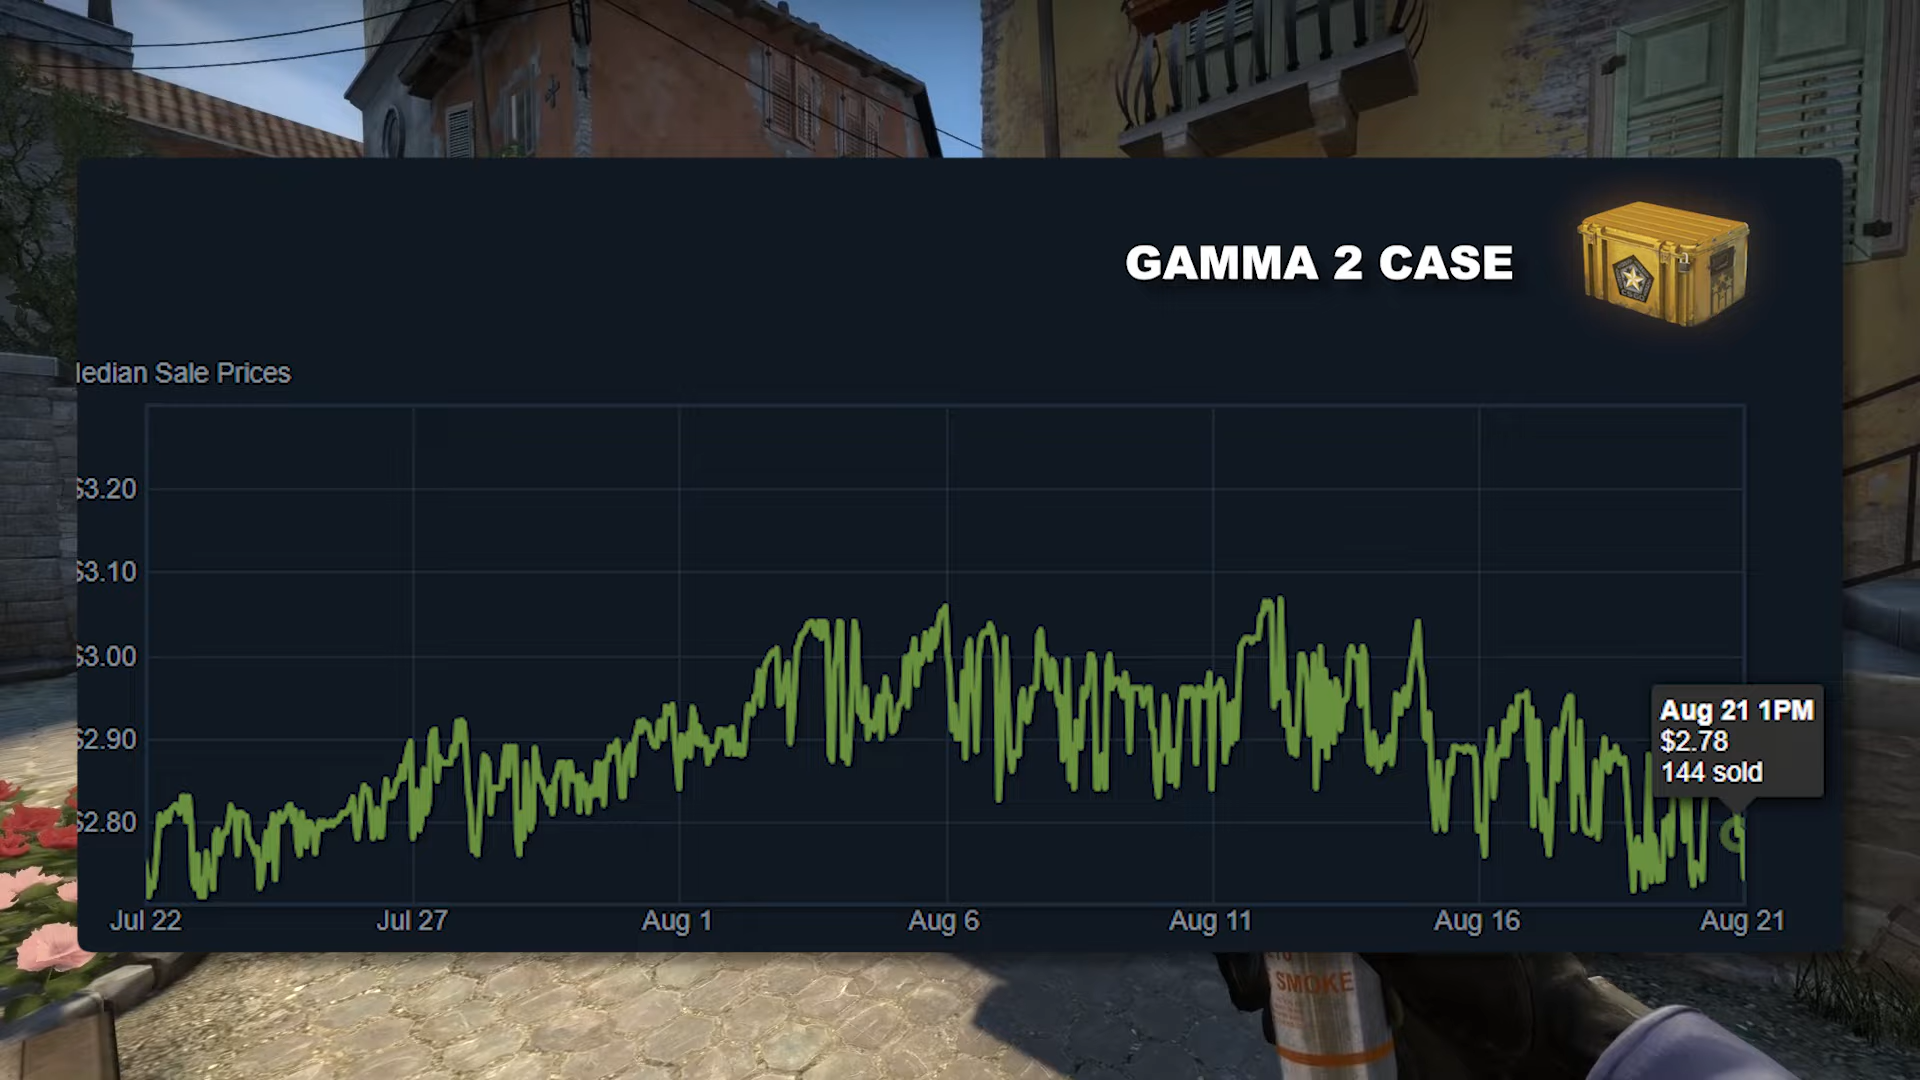 GAMMA 2 CASE
edian Sale Prices
$3.20
$3.10
$3.00
$2.90
$2.80
Aug 21 1PM
$2.78
144 sold
Jul 22
Jul 27
Aug 1
Aug 6
Aug 11
Aug 16
Aug 21
SMOKE